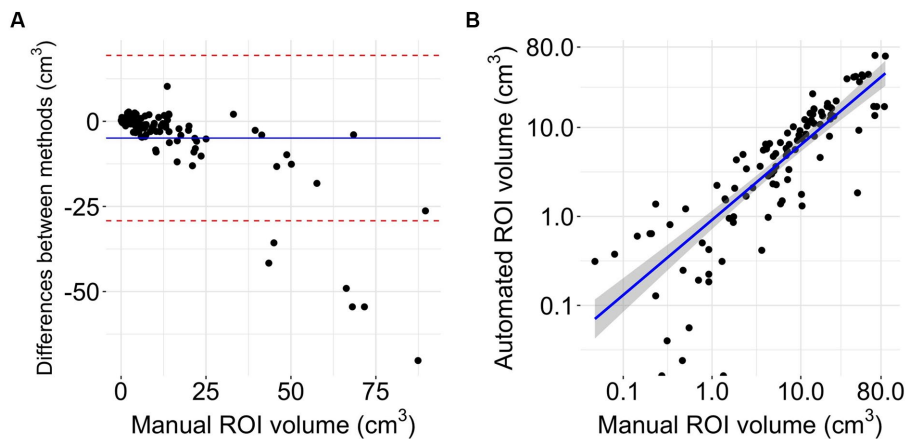 A
Differences between methods (cm³)
0
-25
-50
0 25 50 75
Manual ROI volume (cm³)
B
Automated ROI volume (cm³)
80.0
10.0
1.0
0.1
0.1 1.0 10.0 80.0
Manual ROI volume (cm³)